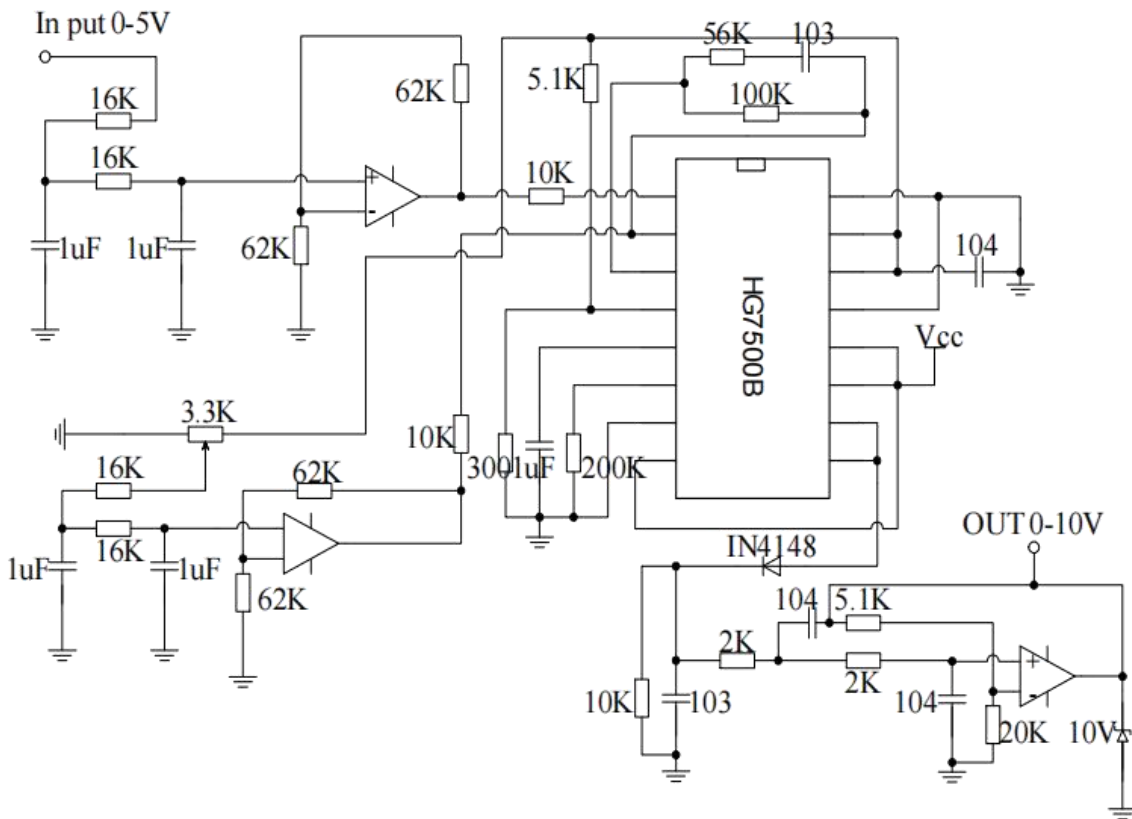 In put 0-5V
56K
103
5.1K
62K
16K
100K
16K
+
-
10K
62K
1uF
1uF
104
HG7500B
Vcc
3.3K
10K
16K
62K
300
1uF
200K
16K
OUT 0-10V
1uF
1uF
IN4148
62K
104
5.1K
2K
2K
+
-
10K
103
104
20K
10V